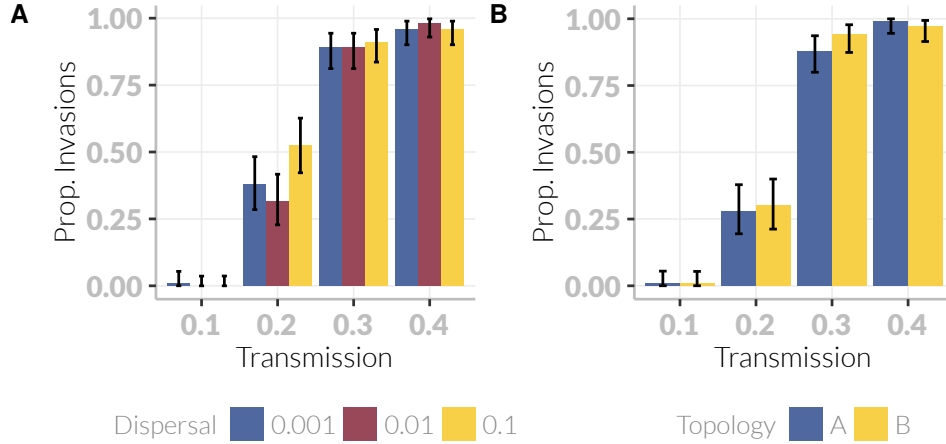 A
Prop. Invasions
1.00
0.75
0.50
0.25
0.00
0.1 0.2 0.3 0.4
Transmission
Dispersal 0.001 0.01 0.1
B
Prop. Invasions
1.00
0.75
0.50
0.25
0.00
0.1 0.2 0.3 0.4
Transmission
Topology A B